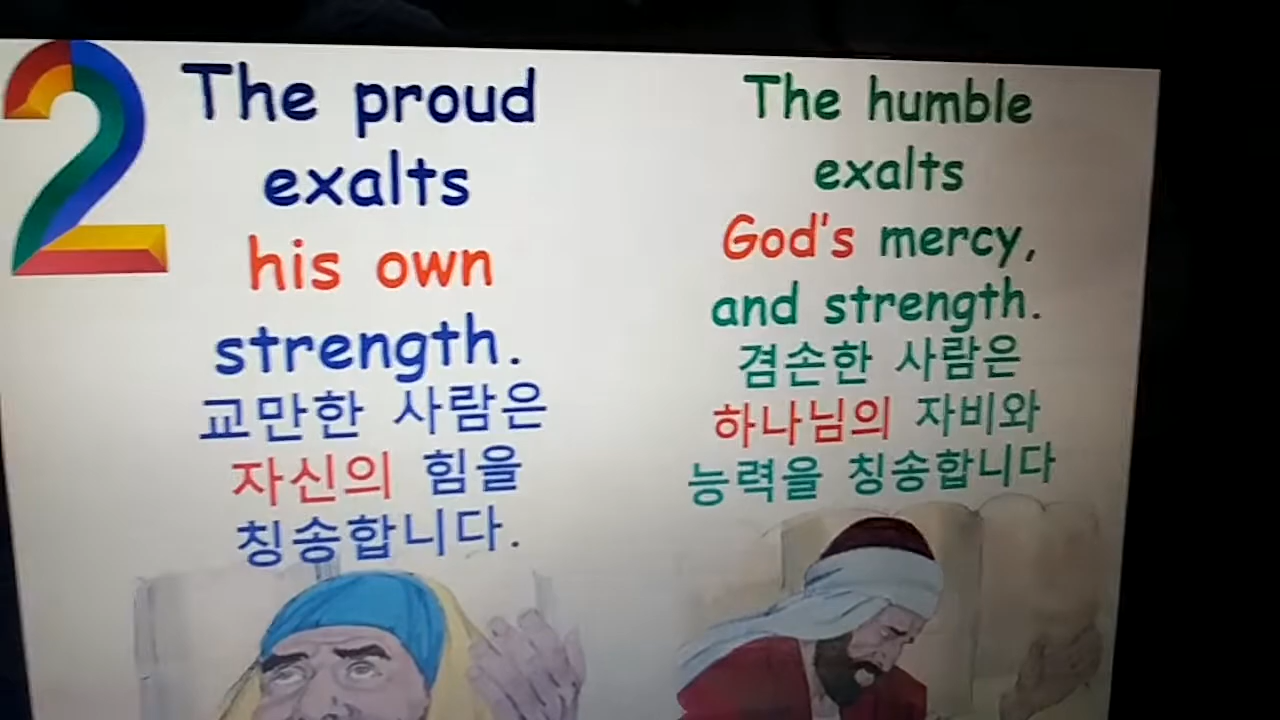 2
The proud
exalts
his own
strength.
교만한 사람은
자신의 힘을
칭송합니다.
The humble
exalts
God's mercy,
and strength.
겸손한 사람은
하나님의 자비와
능력을 칭송합니다